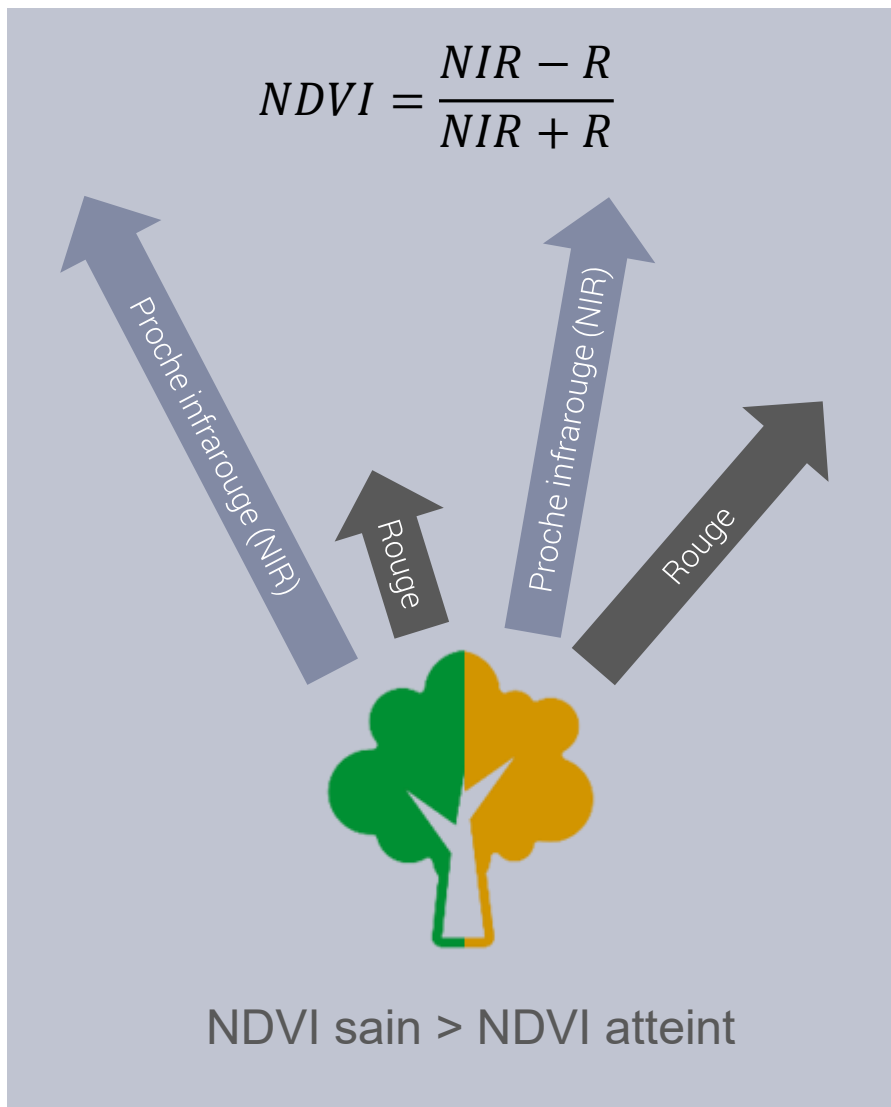 NDVI = NIR − R / NIR + R
Proche infrarouge (NIR)
Rouge
Proche infrarouge (NIR)
Rouge
NDVI sain > NDVI atteint